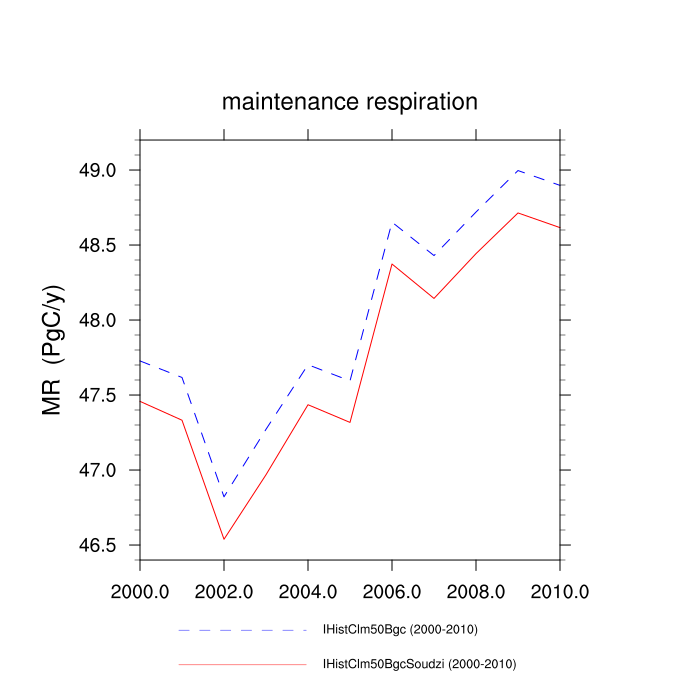 maintenance respiration
MR (PgC/y)
49.0
48.5
48.0
47.5
47.0
46.5
2000.0 2002.0 2004.0 2006.0 2008.0 2010.0
IHistClm50Bgc (2000-2010)
IHistClm50BgcSoudzi (2000-2010)